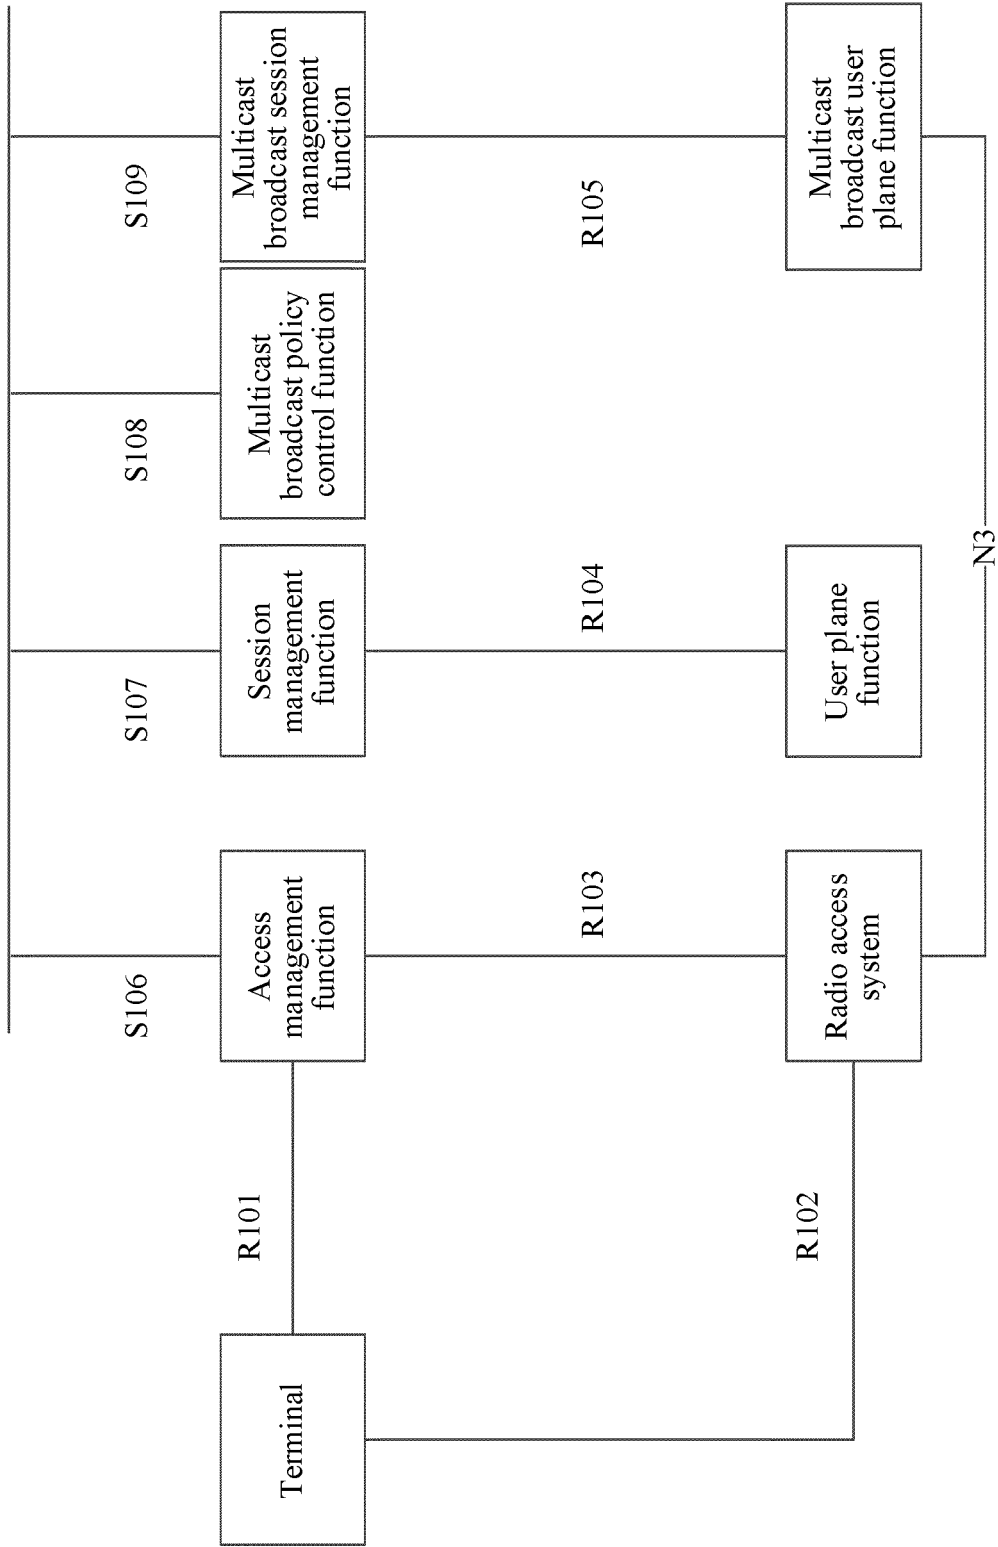 S106
S107
S108
S109
Terminal
R101
Access
management
function
Session
management
function
Multicast
broadcast policy
control function
Multicast
broadcast session
management
function
R103
R104
R105
R102
Radio access
system
User plane
function
Multicast
broadcast user
plane function
N3